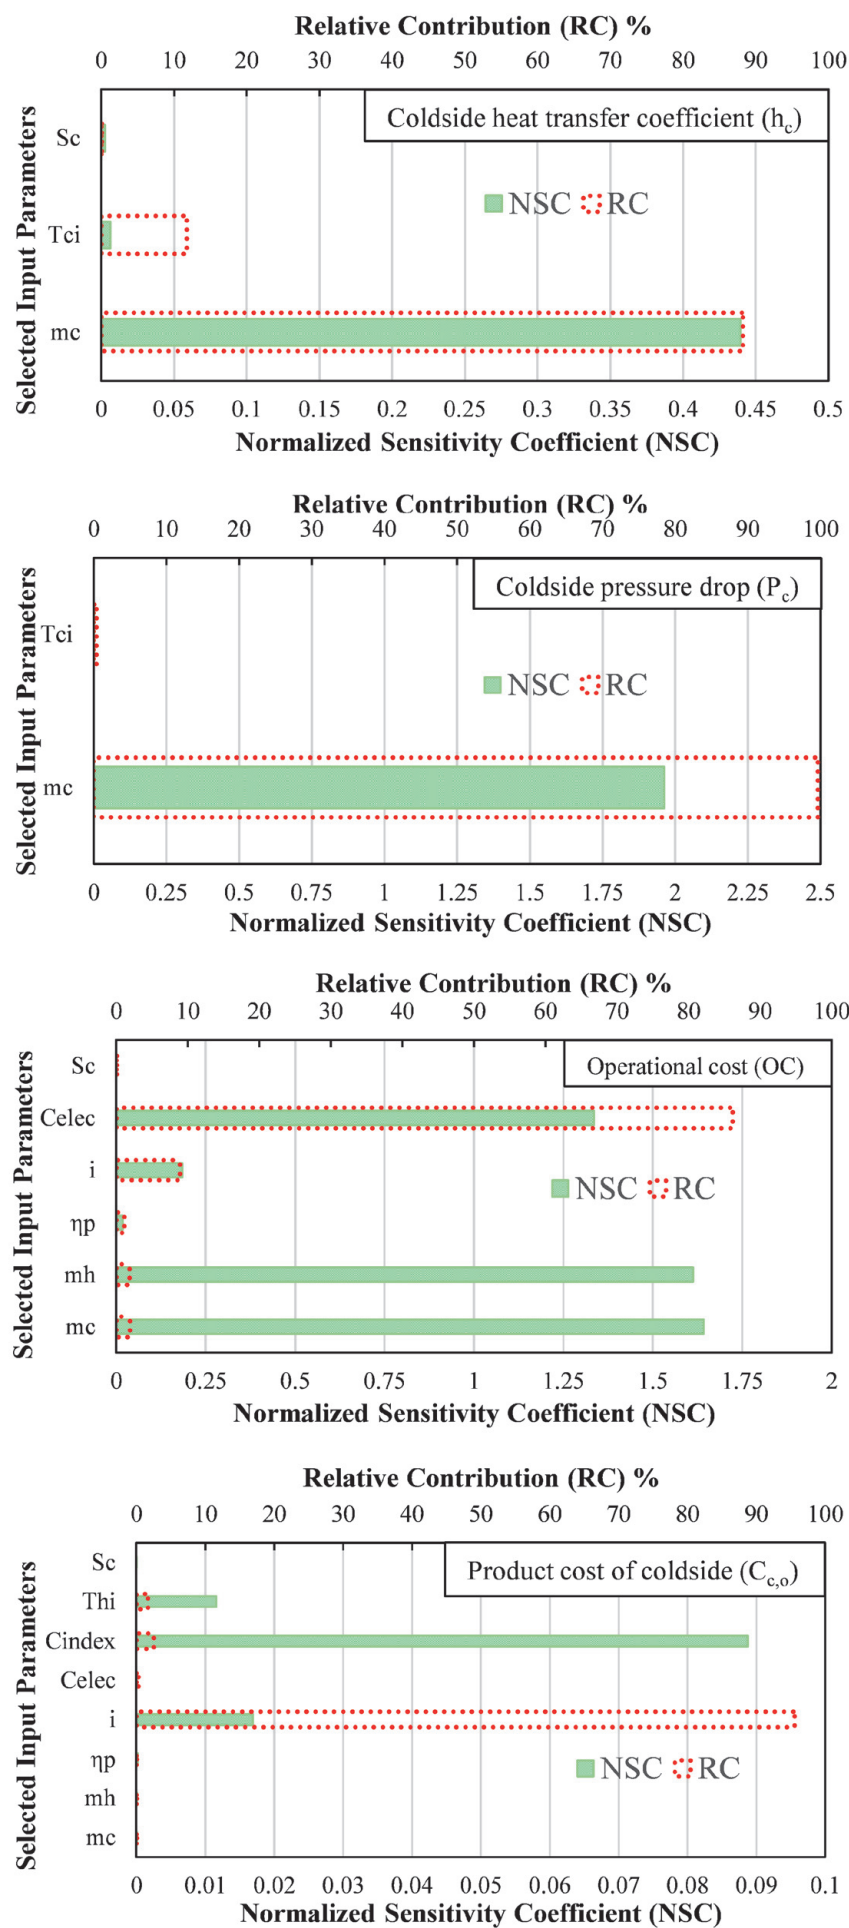 Relative Contribution (RC) %
0 10 20 30 40 50 60 70 80 90 100
Coldside heat transfer coefficient (hc)
Selected Input Parameters
Sc
NSC RC
Tci
mc
0 0.05 0.1 0.15 0.2 0.25 0.3 0.35 0.4 0.45 0.5
Normalized Sensitivity Coefficient (NSC)
Relative Contribution (RC) %
0 10 20 30 40 50 60 70 80 90 100
Coldside pressure drop (Pc)
Selected Input Parameters
Tci
NSC RC
mc
0 0.25 0.5 0.75 1 1.25 1.5 1.75 2 2.25 2.5
Normalized Sensitivity Coefficient (NSC)
Relative Contribution (RC) %
0 10 20 30 40 50 60 70 80 90 100
Operational cost (OC)
Selected Input Parameters
Sc
Celec
i
NSC RC
ηp
mh
mc
0 0.25 0.5 0.75 1 1.25 1.5 1.75 2
Normalized Sensitivity Coefficient (NSC)
Relative Contribution (RC) %
0 10 20 30 40 50 60 70 80 90 100
Product cost of coldside (Cc,o)
Selected Input Parameters
Sc
Thi
Cindex
Celec
i
ηp
NSC RC
mh
mc
0 0.01 0.02 0.03 0.04 0.05 0.06 0.07 0.08 0.09 0.1
Normalized Sensitivity Coefficient (NSC)